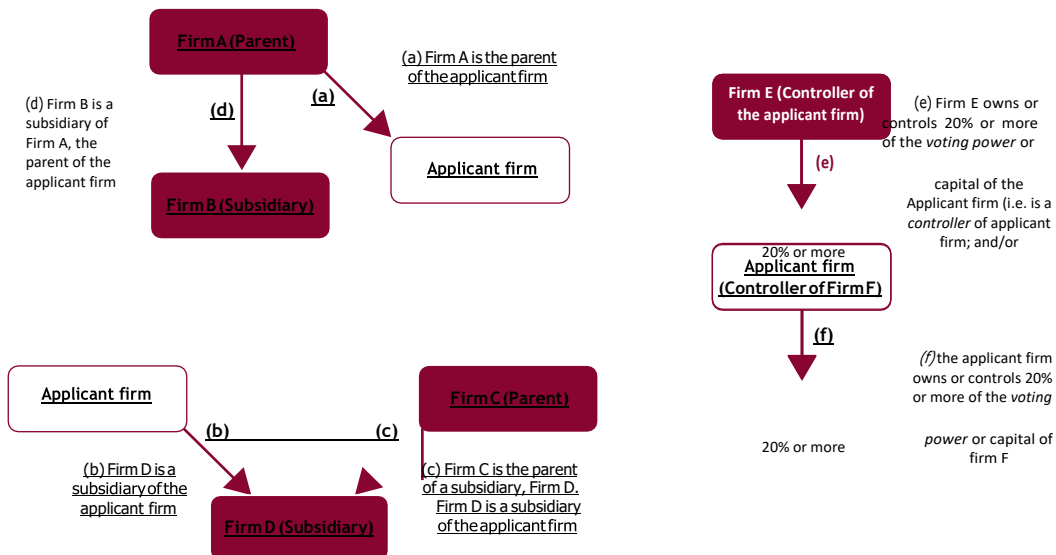 Firm A (Parent)
(a) Firm A is the parent
of the applicant firm
(d) Firm B is a
subsidiary of
Firm A, the
parent of the
applicant firm
(d)
(a)
Applicant firm
Firm B (Subsidiary)
Applicant firm
Firm C (Parent)
(b)
(c)
(b) Firm D is a
subsidiary of the
applicant firm
(c) Firm C is the parent
of a subsidiary, Firm D.
Firm D is a subsidiary
of the applicant firm
Firm D (Subsidiary)
Firm E (Controller of
the applicant firm)
(e) Firm E owns or
controls 20% or more
of the voting power or
(e)
capital of the
Applicant firm (i.e. is a
controller of applicant
firm; and/or
20% or more
Applicant firm
(Controller of Firm F)
(f)
(f) the applicant firm
owns or controls 20%
or more of the voting
20% or more
power or capital of
firm F